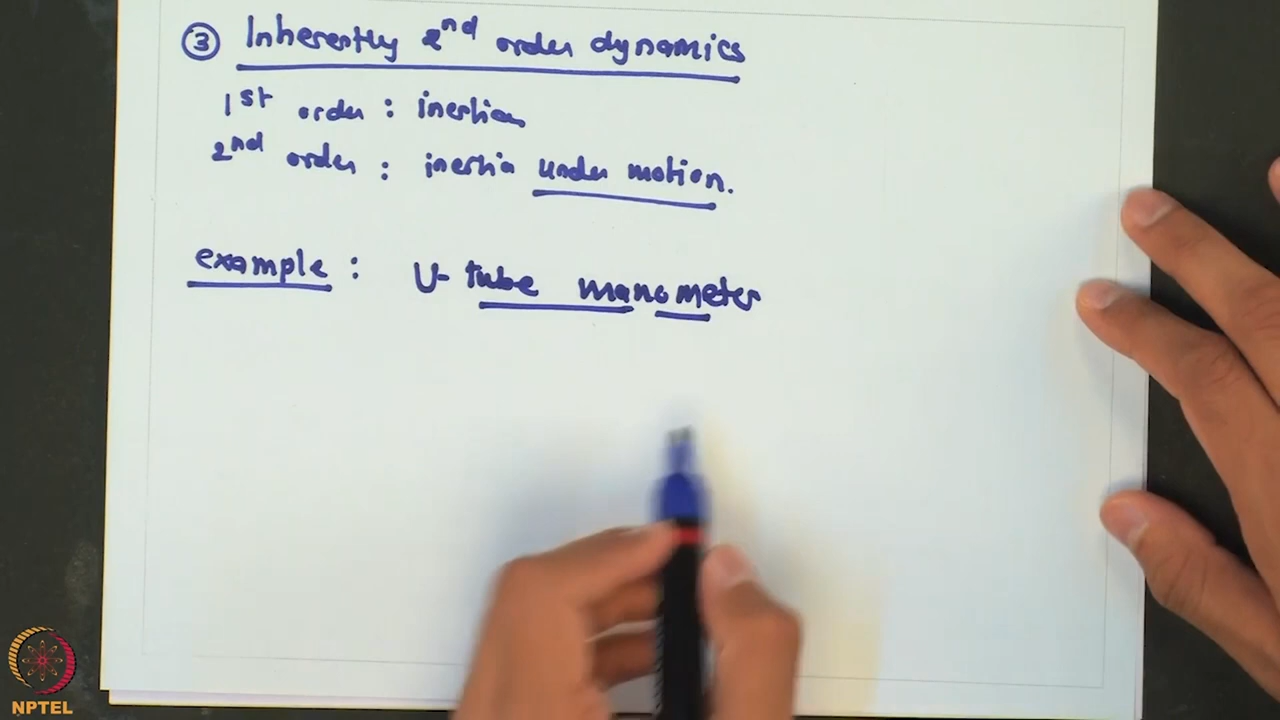 ③ Inherently 2nd order dynamics
1st order : inertia
2nd order : inertia under motion.
example : U-tube manometer
NPTEL